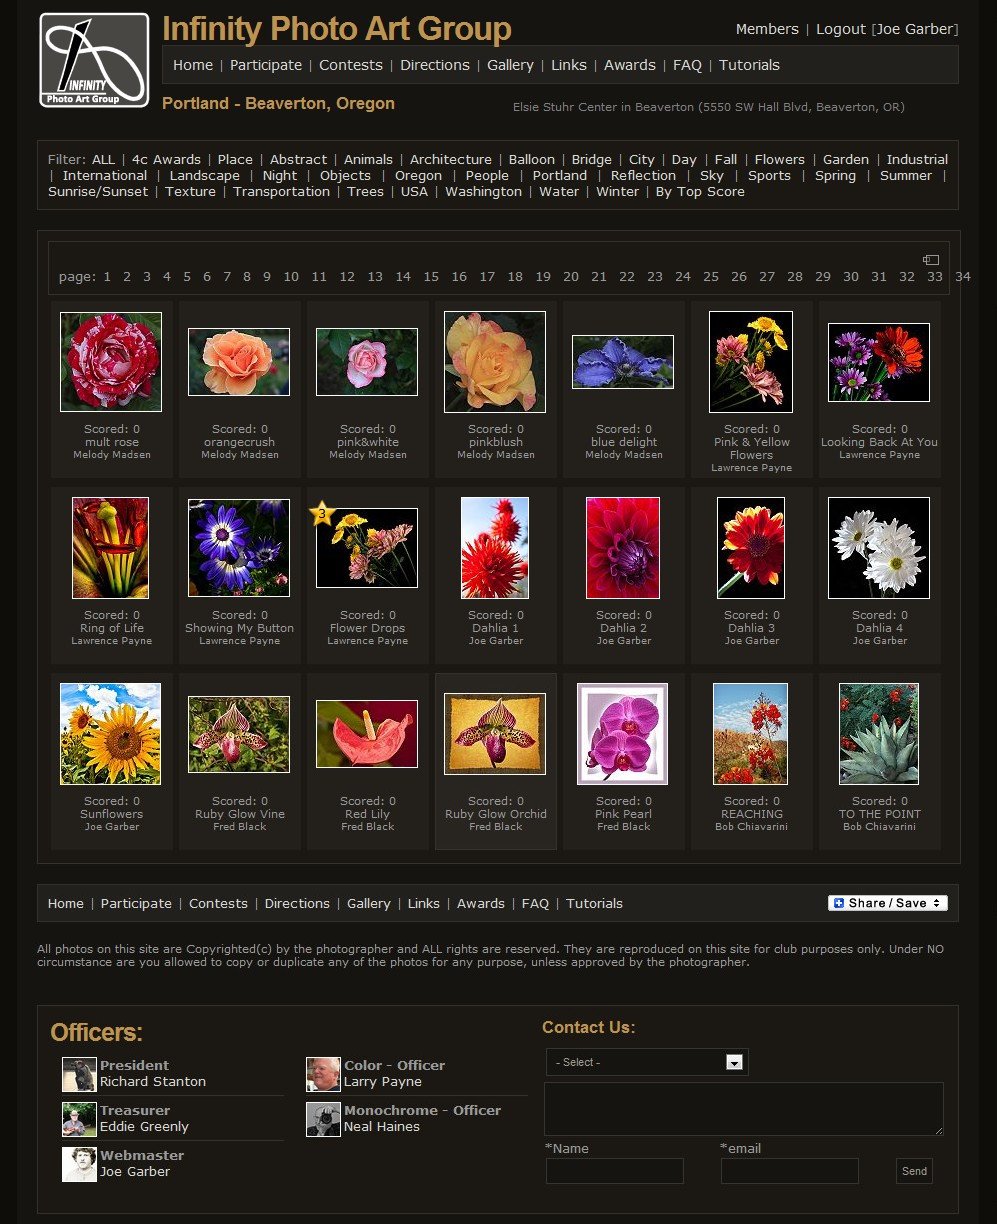 Infinity Photo Art Group
Members | Logout [Joe Garber]
INFINITY
Photo Art Group
Home | Participate | Contests | Directions | Gallery | Links | Awards | FAQ | Tutorials
Portland - Beaverton, Oregon
Elsie Stuhr Center in Beaverton (5550 SW Hall Blvd, Beaverton, OR)
Filter: ALL | 4c Awards | Place | Abstract | Animals | Architecture | Balloon | Bridge | City | Day | Fall | Flowers | Garden | Industrial
| International | Landscape | Night | Objects | Oregon | People | Portland | Reflection | Sky | Sports | Spring | Summer |
Sunrise/Sunset | Texture | Transportation | Trees | USA | Washington | Water | Winter | By Top Score
page: 1 2 3 4 5 6 7 8 9 10 11 12 13 14 15 16 17 18 19 20 21 22 23 24 25 26 27 28 29 30 31 32 33 34
Scored: 0
mult rose
Melody Madsen
Scored: 0
orangecrush
Melody Madsen
Scored: 0
pink&white
Melody Madsen
Scored: 0
pinkblush
Melody Madsen
Scored: 0
blue delight
Melody Madsen
Scored: 0
Pink & Yellow
Flowers
Lawrence Payne
Scored: 0
Looking Back At You
Lawrence Payne
Scored: 0
Ring of Life
Lawrence Payne
Scored: 0
Showing My Button
Lawrence Payne
3
Scored: 0
Flower Drops
Lawrence Payne
Scored: 0
Dahlia 1
Joe Garber
Scored: 0
Dahlia 2
Joe Garber
Scored: 0
Dahlia 3
Joe Garber
Scored: 0
Dahlia 4
Joe Garber
Scored: 0
Sunflowers
Joe Garber
Scored: 0
Ruby Glow Vine
Fred Black
Scored: 0
Red Lily
Fred Black
Scored: 0
Ruby Glow Orchid
Fred Black
Scored: 0
Pink Pearl
Fred Black
Scored: 0
REACHING
Bob Chiavarini
Scored: 0
TO THE POINT
Bob Chiavarini
Home | Participate | Contests | Directions | Gallery | Links | Awards | FAQ | Tutorials
Share / Save
All photos on this site are Copyrighted(c) by the photographer and ALL rights are reserved. They are reproduced on this site for club purposes only. Under NO
circumstance are you allowed to copy or duplicate any of the photos for any purpose, unless approved by the photographer.
Officers:
President
Richard Stanton
Color - Officer
Larry Payne
Treasurer
Eddie Greenly
Monochrome - Officer
Neal Haines
Webmaster
Joe Garber
Contact Us:
- Select -
*Name
*email
Send